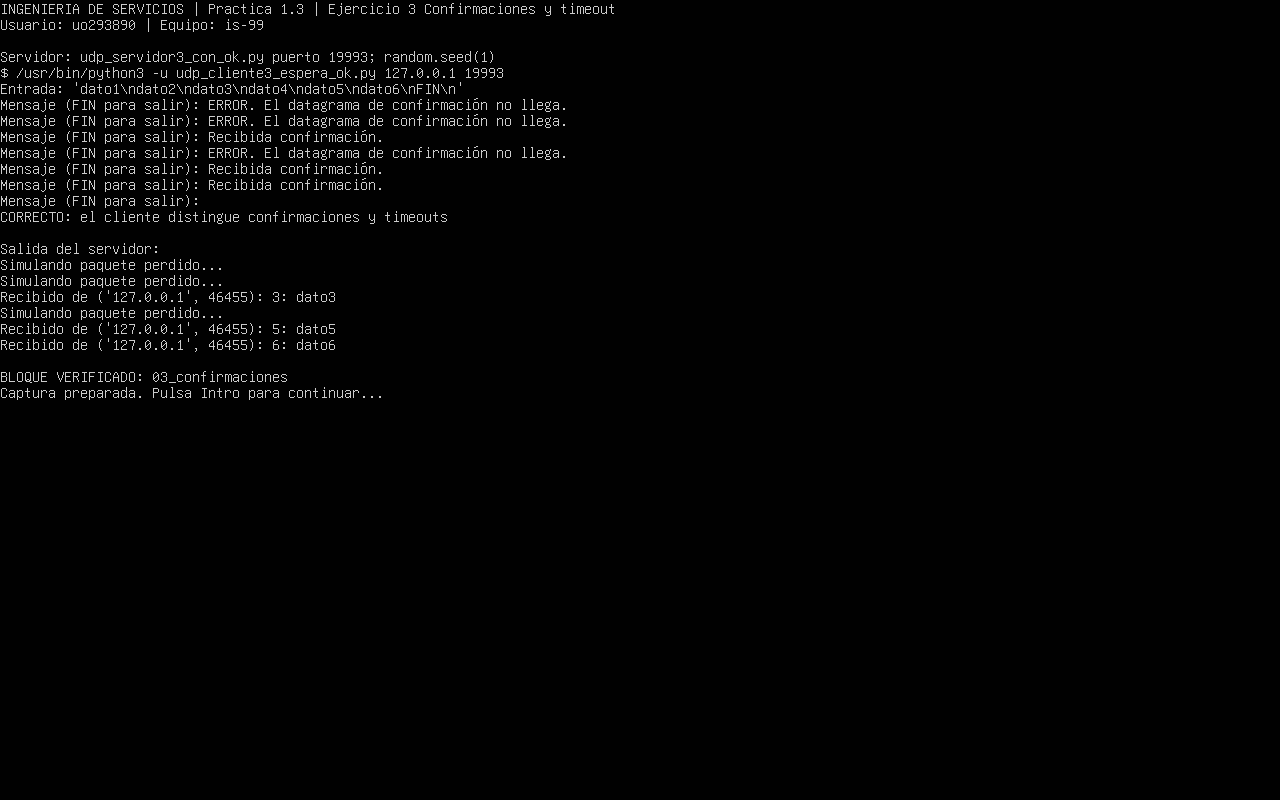 INGENIERIA DE SERVICIOS | Practica 1.3 | Ejercicio 3 Confirmaciones y timeout
Usuario: uo293890 | Equipo: is-99
Servidor: udp_servidor3_con_ok.py puerto 19993; random.seed(1)
$ /usr/bin/python3 -u udp_cliente3_espera_ok.py 127.0.0.1 19993
Entrada: 'dato1\ndato2\ndato3\ndato4\ndato5\ndato6\nFIN\n'
Mensaje (FIN para salir): ERROR. El datagrama de confirmación no llega.
Mensaje (FIN para salir): ERROR. El datagrama de confirmación no llega.
Mensaje (FIN para salir): Recibida confirmación.
Mensaje (FIN para salir): ERROR. El datagrama de confirmación no llega.
Mensaje (FIN para salir): Recibida confirmación.
Mensaje (FIN para salir): Recibida confirmación.
Mensaje (FIN para salir):
CORRECTO: el cliente distingue confirmaciones y timeouts
Salida del servidor:
Simulando paquete perdido...
Simulando paquete perdido...
Recibido de ('127.0.0.1', 46455): 3: dato3
Simulando paquete perdido...
Recibido de ('127.0.0.1', 46455): 5: dato5
Recibido de ('127.0.0.1', 46455): 6: dato6
BLOQUE VERIFICADO: 03_confirmaciones
Captura preparada. Pulsa Intro para continuar...